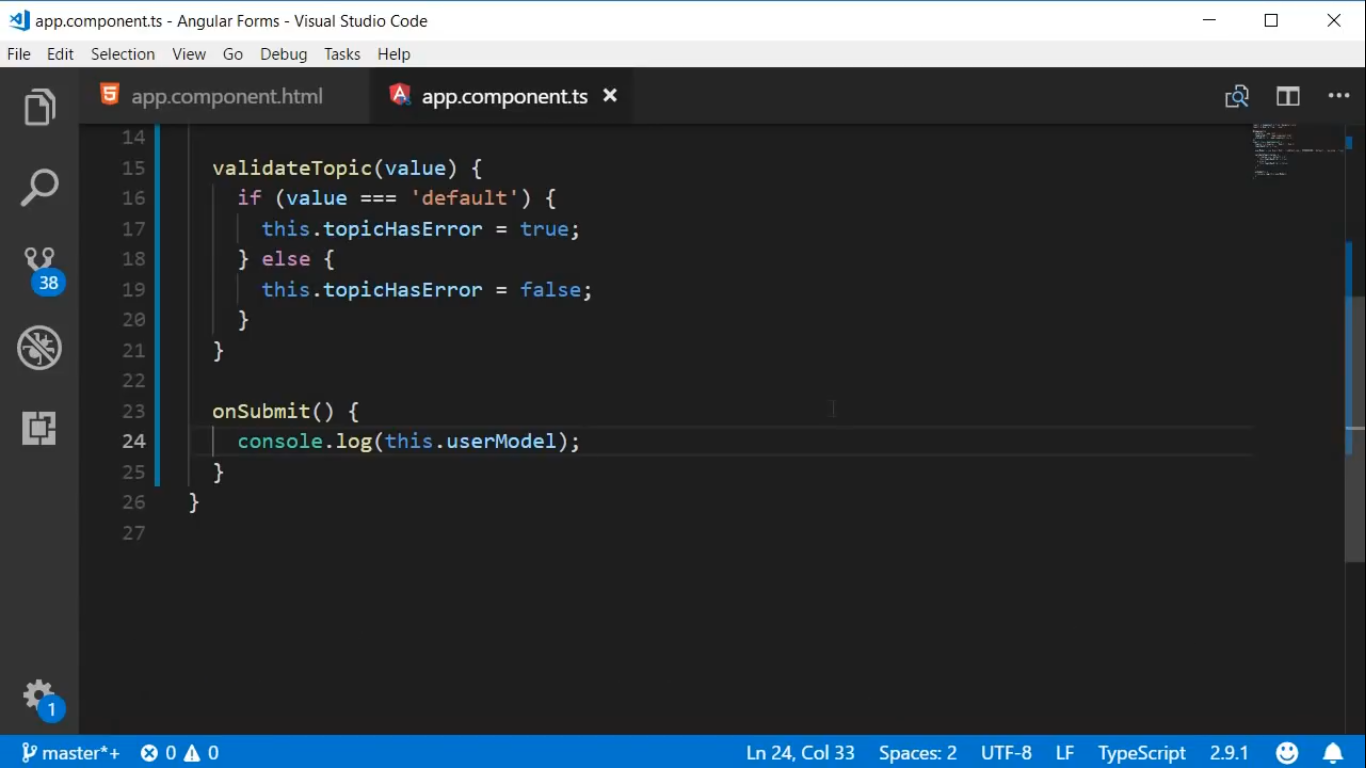 app.component.ts - Angular Forms - Visual Studio Code
File Edit Selection View Go Debug Tasks Help
app.component.html app.component.ts
14
15 validateTopic(value) {
16 if (value === 'default') {
17 this.topicHasError = true;
18 } else {
19 this.topicHasError = false;
20 }
21 }
22
23 onSubmit() {
24 console.log(this.userModel);
25 }
26 }
27
38
1
master*+ 0 0 Ln 24, Col 33 Spaces: 2 UTF-8 LF TypeScript 2.9.1